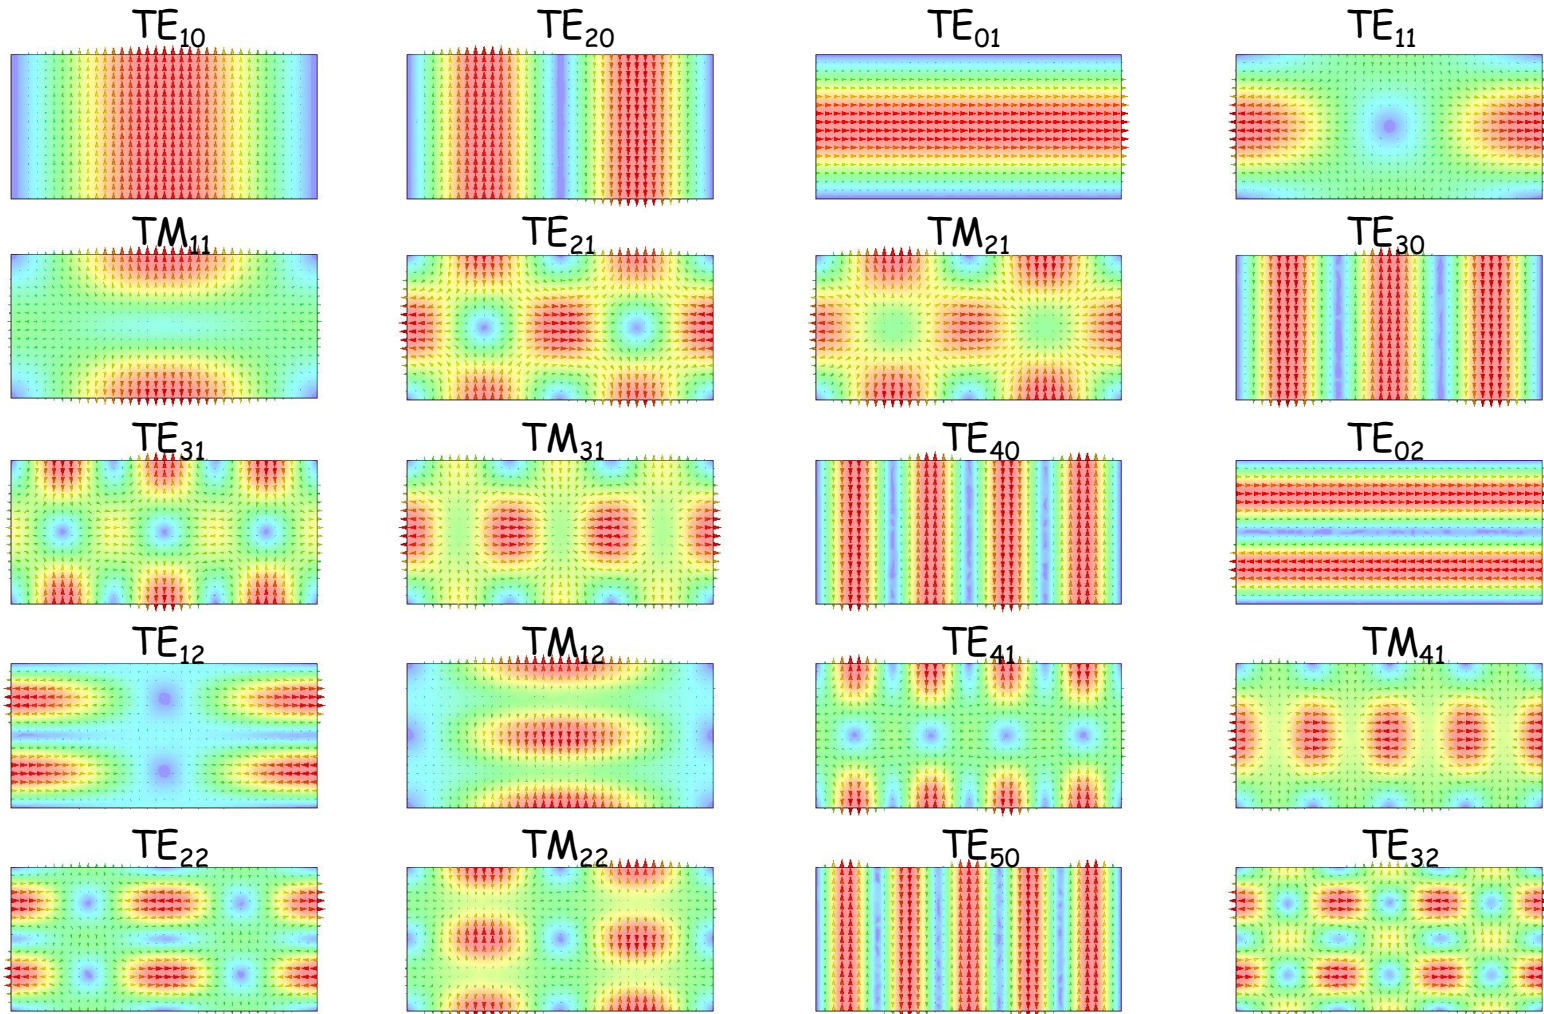 TE₁₀ TE₂₀ TE₀₁ TE₁₁
TM₁₁ TE₂₁ TM₂₁ TE₃₀
TE₃₁ TM₃₁ TE₄₀ TE₀₂
TE₁₂ TM₁₂ TE₄₁ TM₄₁
TE₂₂ TM₂₂ TE₅₀ TE₃₂